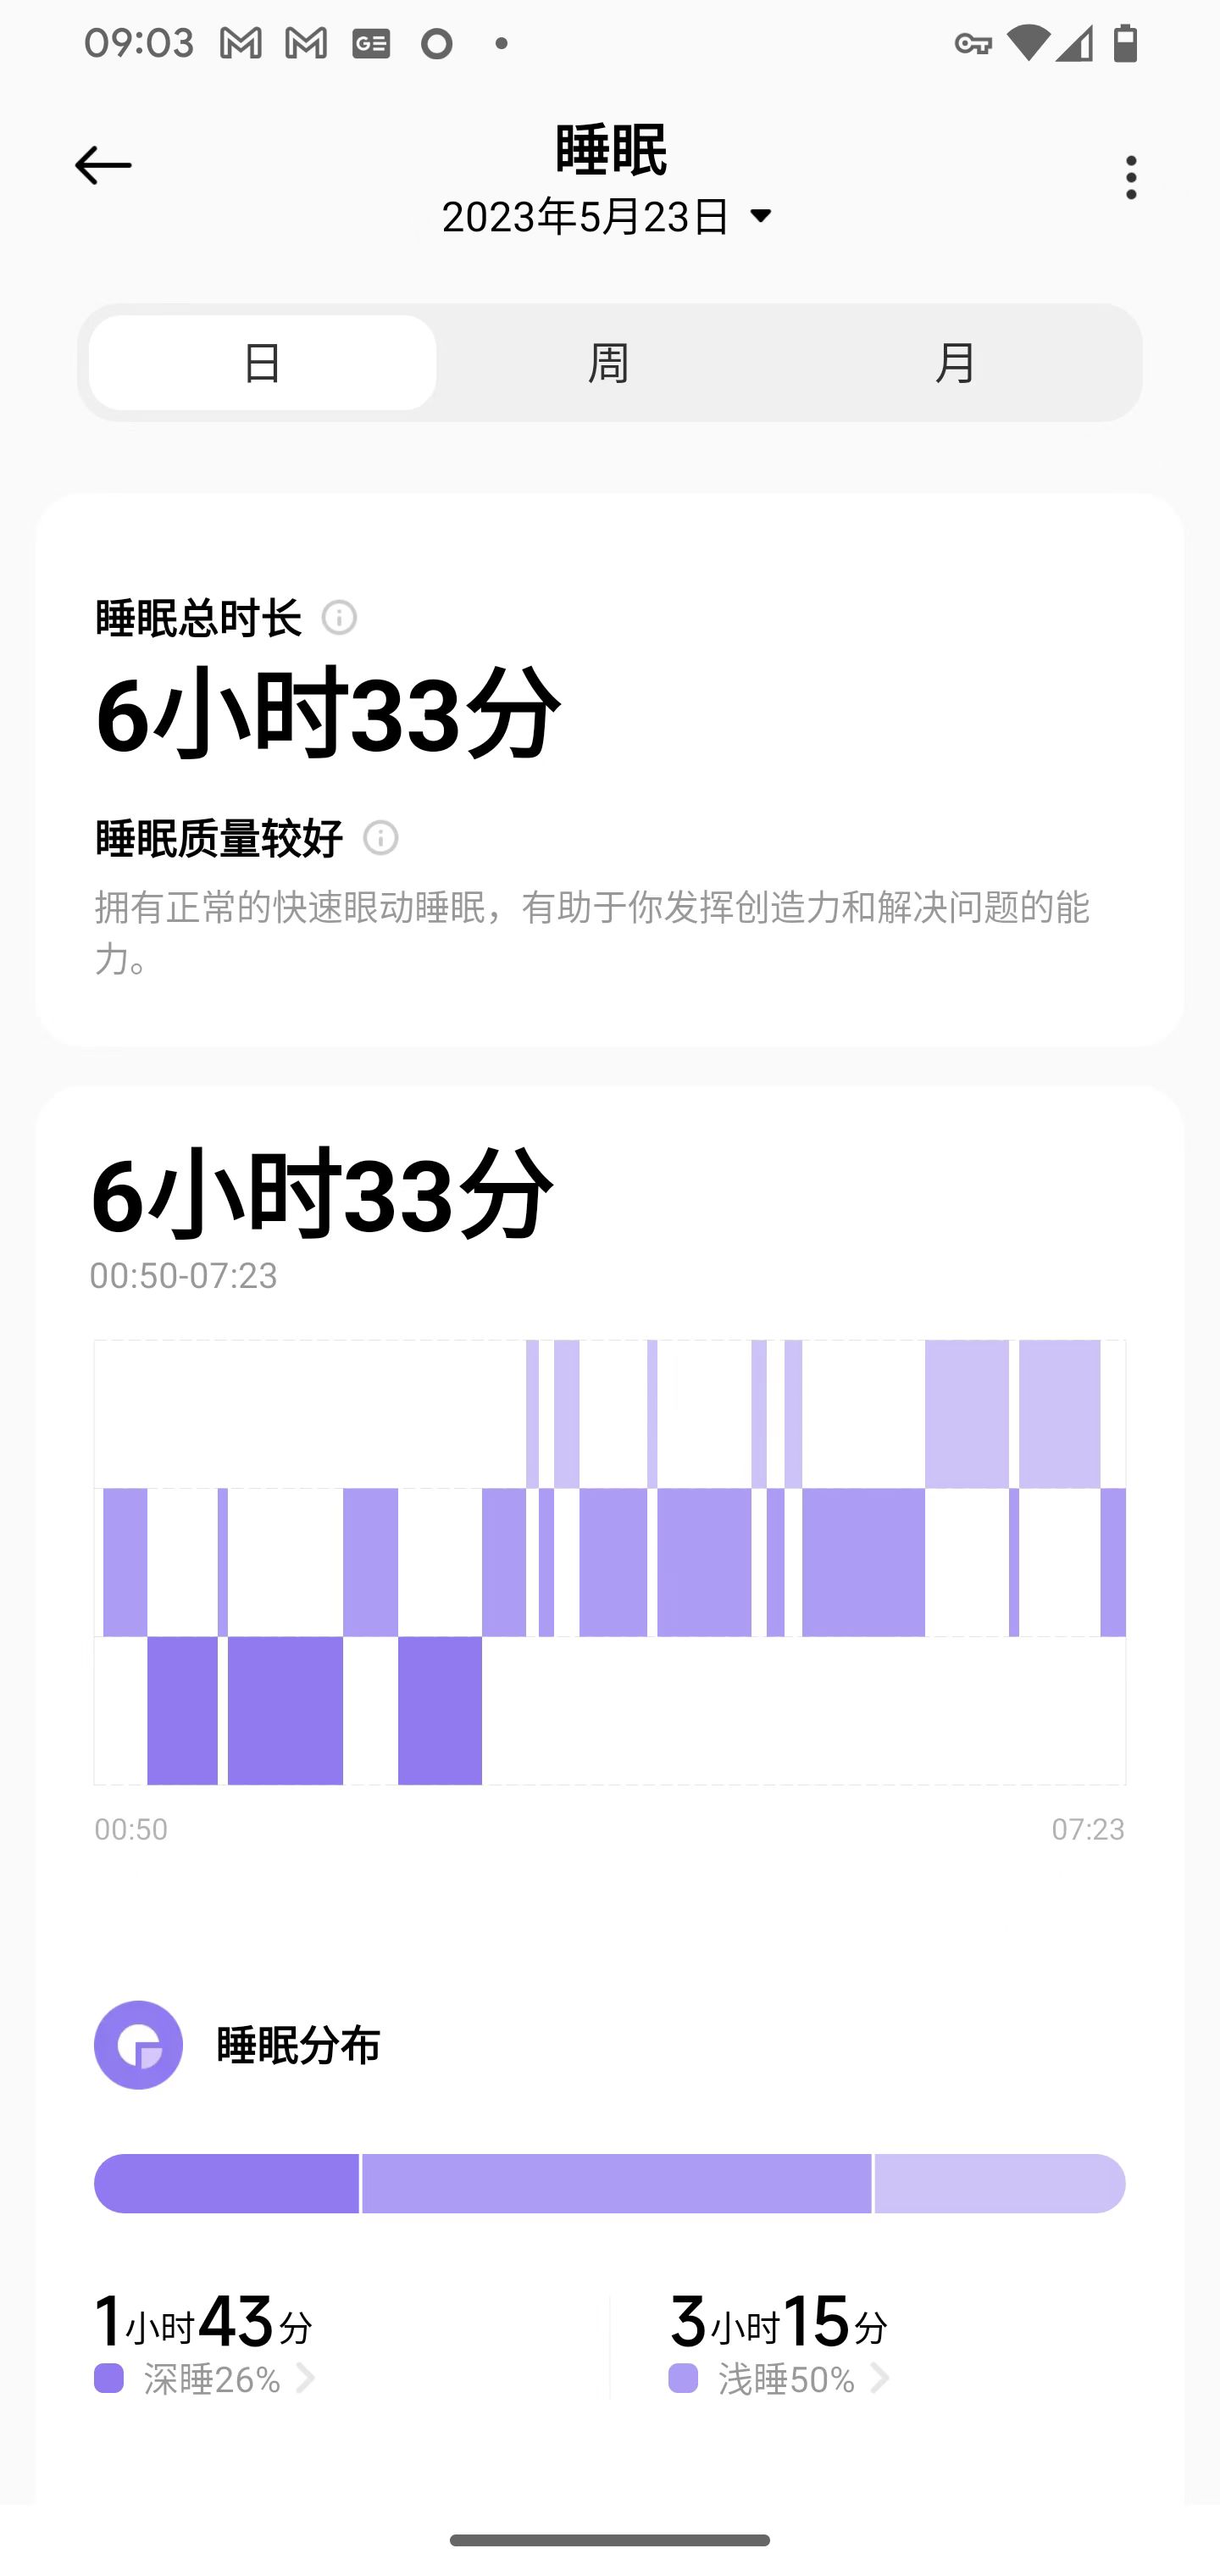 09:03
睡眠
2023年5月23日
日 周 月
睡眠总时长
6小时33分
睡眠质量较好
拥有正常的快速眼动睡眠，有助于你发挥创造力和解决问题的能
力。
6小时33分
00:50-07:23
00:50 07:23
睡眠分布
1小时43分 3小时15分
深睡26% 浅睡50%